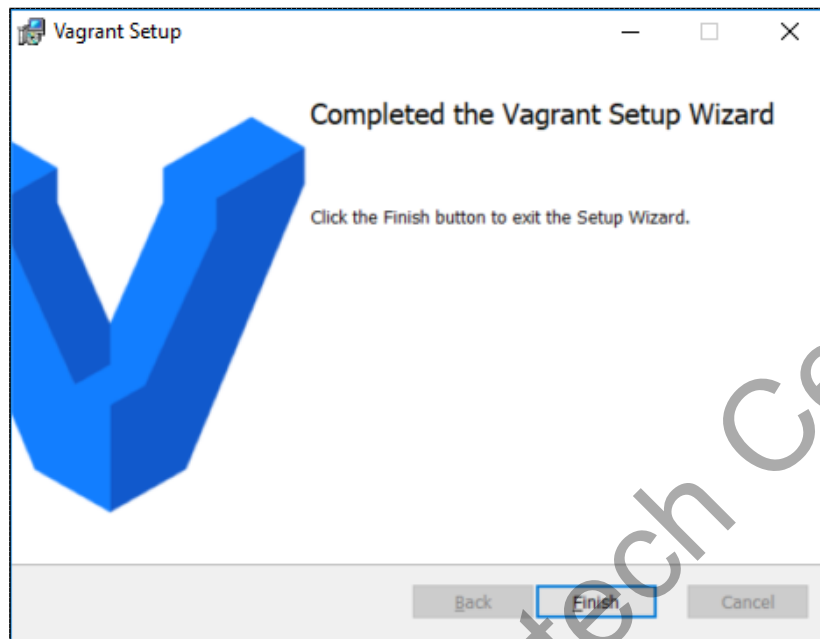 Vagrant Setup
Completed the Vagrant Setup Wizard
Click the Finish button to exit the Setup Wizard.
Back
Finish
Cancel